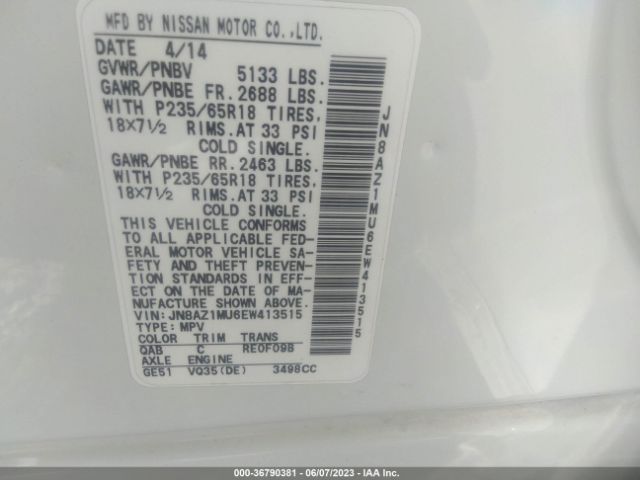 MFD BY NISSAN MOTOR CO.,LTD.
DATE 4/14
GVWR/PNBV 5133 LBS.
GAWR/PNBE FR. 2688 LBS.
WITH P235/65R18 TIRES,
18X7½ RIMS. AT 33 PSI
COLD SINGLE.
GAWR/PNBE RR. 2463 LBS.
WITH P235/65R18 TIRES,
18X7½ RIMS. AT 33 PSI
COLD SINGLE.
THIS VEHICLE CONFORMS
TO ALL APPLICABLE FED-
ERAL MOTOR VEHICLE SA-
FETY AND THEFT PREVEN-
TION STANDARDS IN EFF-
ECT ON THE DATE OF MA-
NUFACTURE SHOWN ABOVE.
VIN: JN8AZ1MU6EW413515
TYPE: MPV
COLOR TRIM TRANS
QAB C RE0F09B
AXLE ENGINE
GE51 VQ35(DE) 3498CC
JN8AZ1MU6EW413515
000-36790381 - 06/07/2023 - IAA Inc.